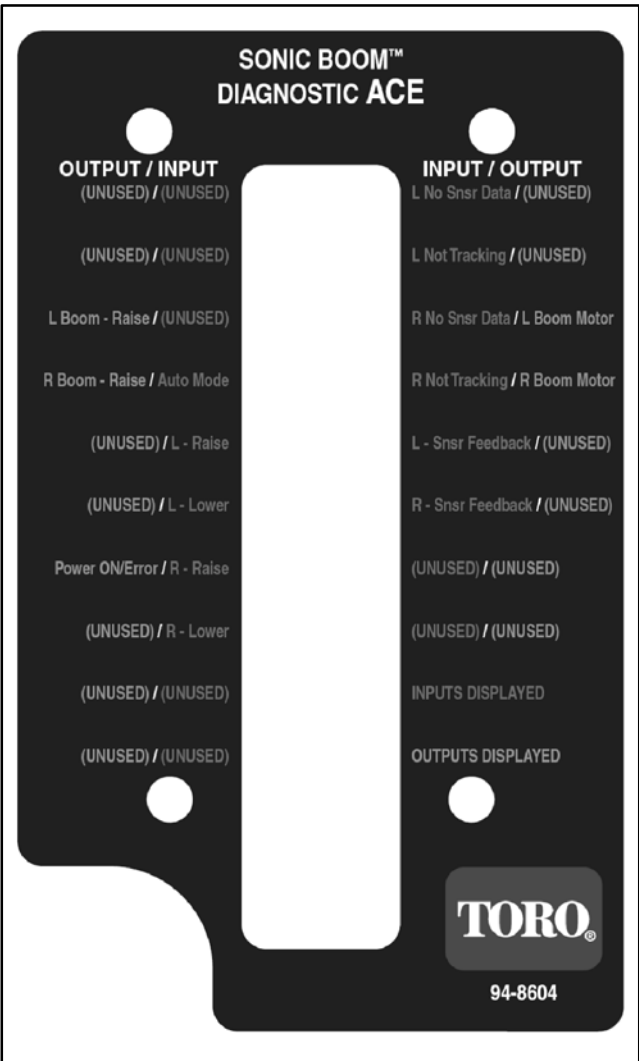 SONIC BOOM™
DIAGNOSTIC ACE
OUTPUT / INPUT
(UNUSED) / (UNUSED)
(UNUSED) / (UNUSED)
L Boom - Raise / (UNUSED)
R Boom - Raise / Auto Mode
(UNUSED) / L - Raise
(UNUSED) / L - Lower
Power ON/Error / R - Raise
(UNUSED) / R - Lower
(UNUSED) / (UNUSED)
(UNUSED) / (UNUSED)
INPUT / OUTPUT
L No Snsr Data / (UNUSED)
L Not Tracking / (UNUSED)
R No Snsr Data / L Boom Motor
R Not Tracking / R Boom Motor
L - Snsr Feedback / (UNUSED)
R - Snsr Feedback / (UNUSED)
(UNUSED) / (UNUSED)
(UNUSED) / (UNUSED)
INPUTS DISPLAYED
OUTPUTS DISPLAYED
TORO®
94-8604